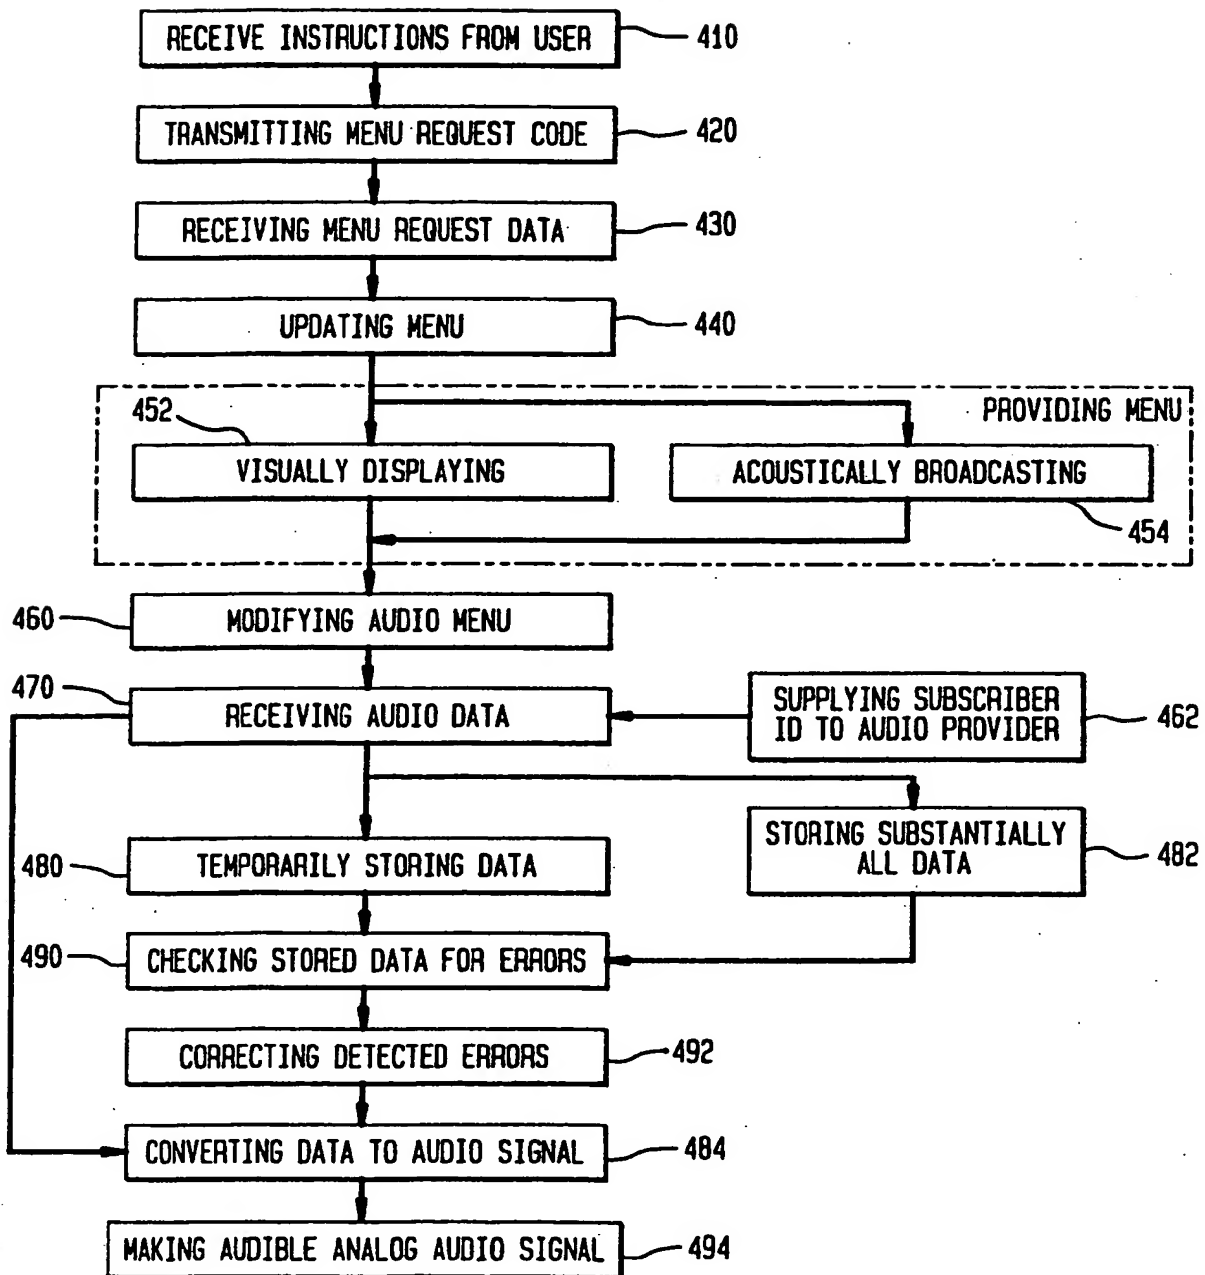 RECEIVE INSTRUCTIONS FROM USER
410
TRANSMITTING MENU REQUEST CODE
420
RECEIVING MENU REQUEST DATA
430
UPDATING MENU
440
PROVIDING MENU
452
VISUALLY DISPLAYING
ACOUSTICALLY BROADCASTING
454
460
MODIFYING AUDIO MENU
470
RECEIVING AUDIO DATA
SUPPLYING SUBSCRIBER
ID TO AUDIO PROVIDER
462
480
TEMPORARILY STORING DATA
STORING SUBSTANTIALLY
ALL DATA
482
490
CHECKING STORED DATA FOR ERRORS
CORRECTING DETECTED ERRORS
492
CONVERTING DATA TO AUDIO SIGNAL
484
MAKING AUDIBLE ANALOG AUDIO SIGNAL
494